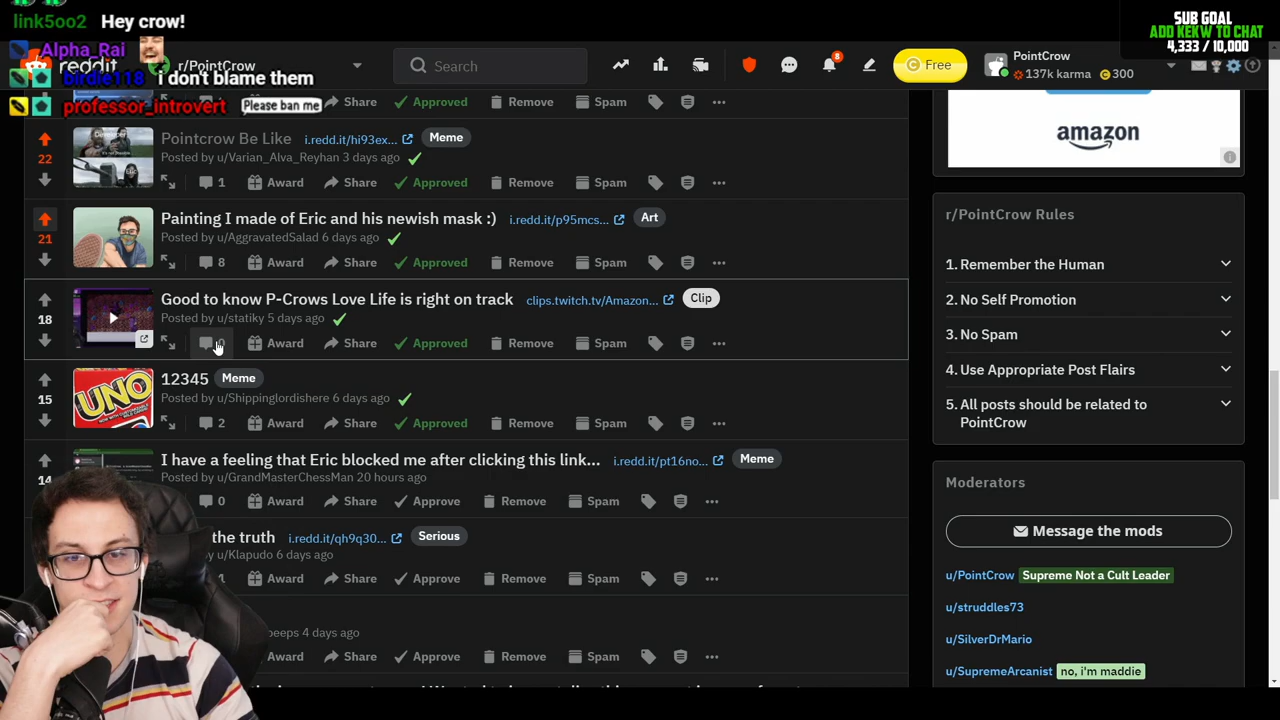 link5oo2 Hey crow!
Alpha_Rai
birdie118 i don't blame them
professor_introvert Please ban me
reddit r/PointCrow Search 8 Free PointCrow 137k karma 300
SUB GOAL
ADD KEKW TO CHAT
4,333 / 10,000
Share Approved Remove Spam
22 Pointcrow Be Like i.redd.it/hi93ex... Meme
Posted by u/Varian_Alva_Reyhan 3 days ago
1 Award Share Approved Remove Spam
21 Painting I made of Eric and his newish mask :) i.redd.it/p95mcs... Art
Posted by u/AggravatedSalad 6 days ago
8 Award Share Approved Remove Spam
18 Good to know P-Crows Love Life is right on track clips.twitch.tv/Amazon... Clip
Posted by u/statiky 5 days ago
Award Share Approved Remove Spam
15 12345 Meme
UNO
Posted by u/Shippinglordishere 6 days ago
2 Award Share Approved Remove Spam
14 I have a feeling that Eric blocked me after clicking this link... i.redd.it/pt16no... Meme
Posted by u/GrandMasterChessMan 20 hours ago
0 Award Share Approve Remove Spam
the truth i.redd.it/qh9q30... Serious
u/Klapudo 6 days ago
Award Share Approve Remove Spam
beeps 4 days ago
Award Share Approve Remove Spam
amazon
r/PointCrow Rules
1. Remember the Human
2. No Self Promotion
3. No Spam
4. Use Appropriate Post Flairs
5. All posts should be related to
PointCrow
Moderators
Message the mods
u/PointCrow Supreme Not a Cult Leader
u/struddles73
u/SilverDrMario
u/SupremeArcanist no, i'm maddie